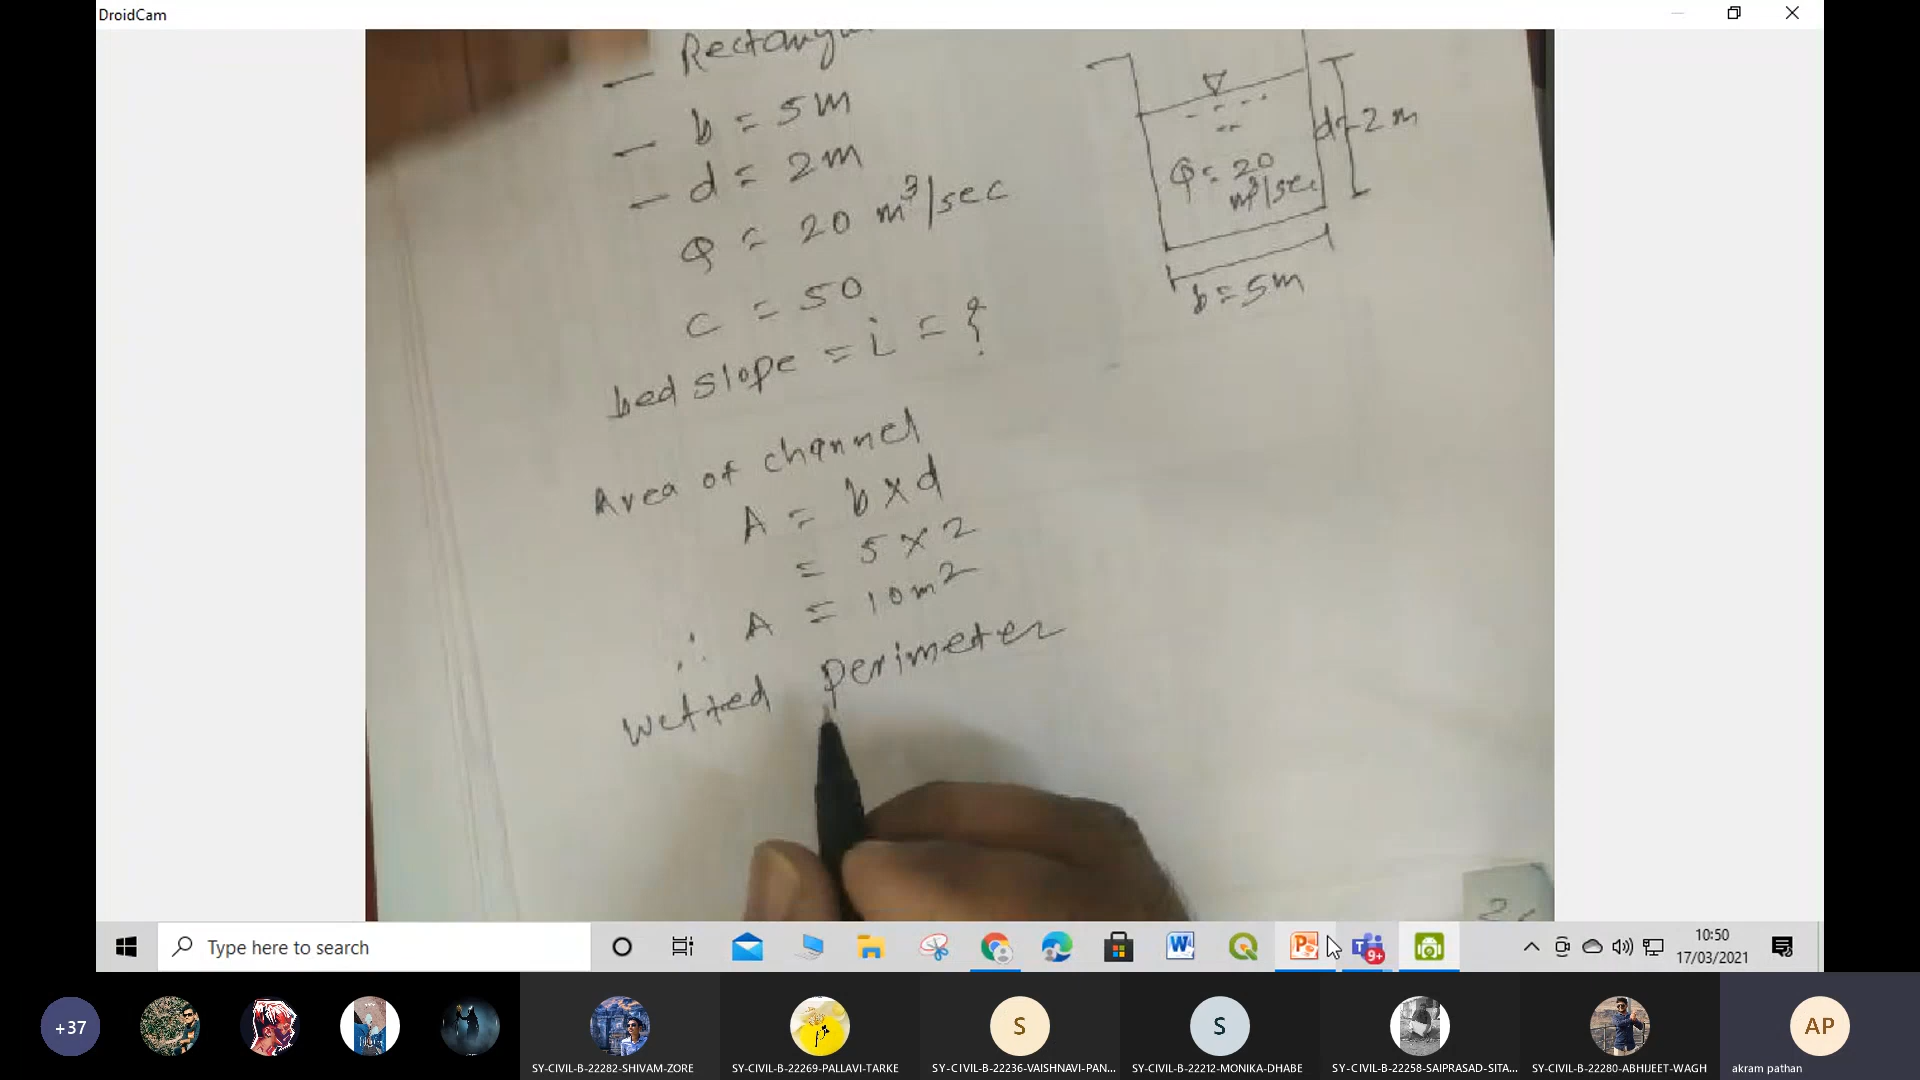 DroidCam
— Rectangu
— b = 5m
— d = 2m
Q = 20 m³/sec
C = 50
bed slope = i = ?
Area of channel
A = b × d
= 5 × 2
∴ A = 10m²
Wetted perimeter
d = 2 m
Q = 20
m³/sec
b = 5m
Type here to search
9+
10:50
17/03/2021
+37
S
S
AP
SY-CIVIL-B-22282-SHIVAM-ZORE
SY-CIVIL-B-22269-PALLAVI-TARKE
SY-CIVIL-B-22236-VAISHNAVI-PAN...
SY-CIVIL-B-22212-MONIKA-DHABE
SY-CIVIL-B-22258-SAIPRASAD-SITA...
SY-CIVIL-B-22280-ABHIJEET-WAGH
akram pathan